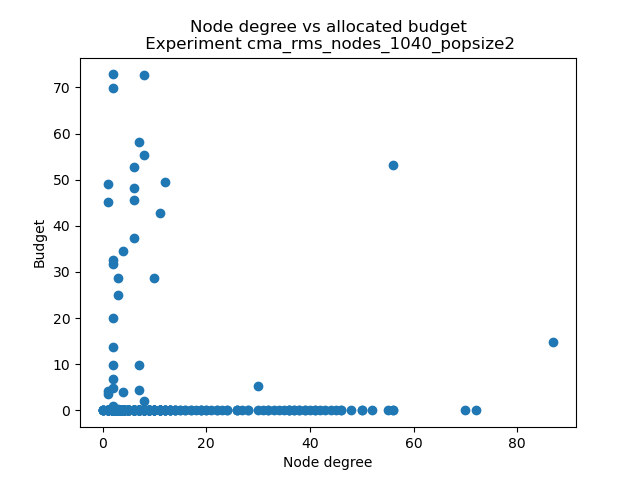 Node degree vs allocated budget
Experiment cma_rms_nodes_1040_popsize2
70
60
50
40
30
20
10
0
Budget
0 20 40 60 80
Node degree